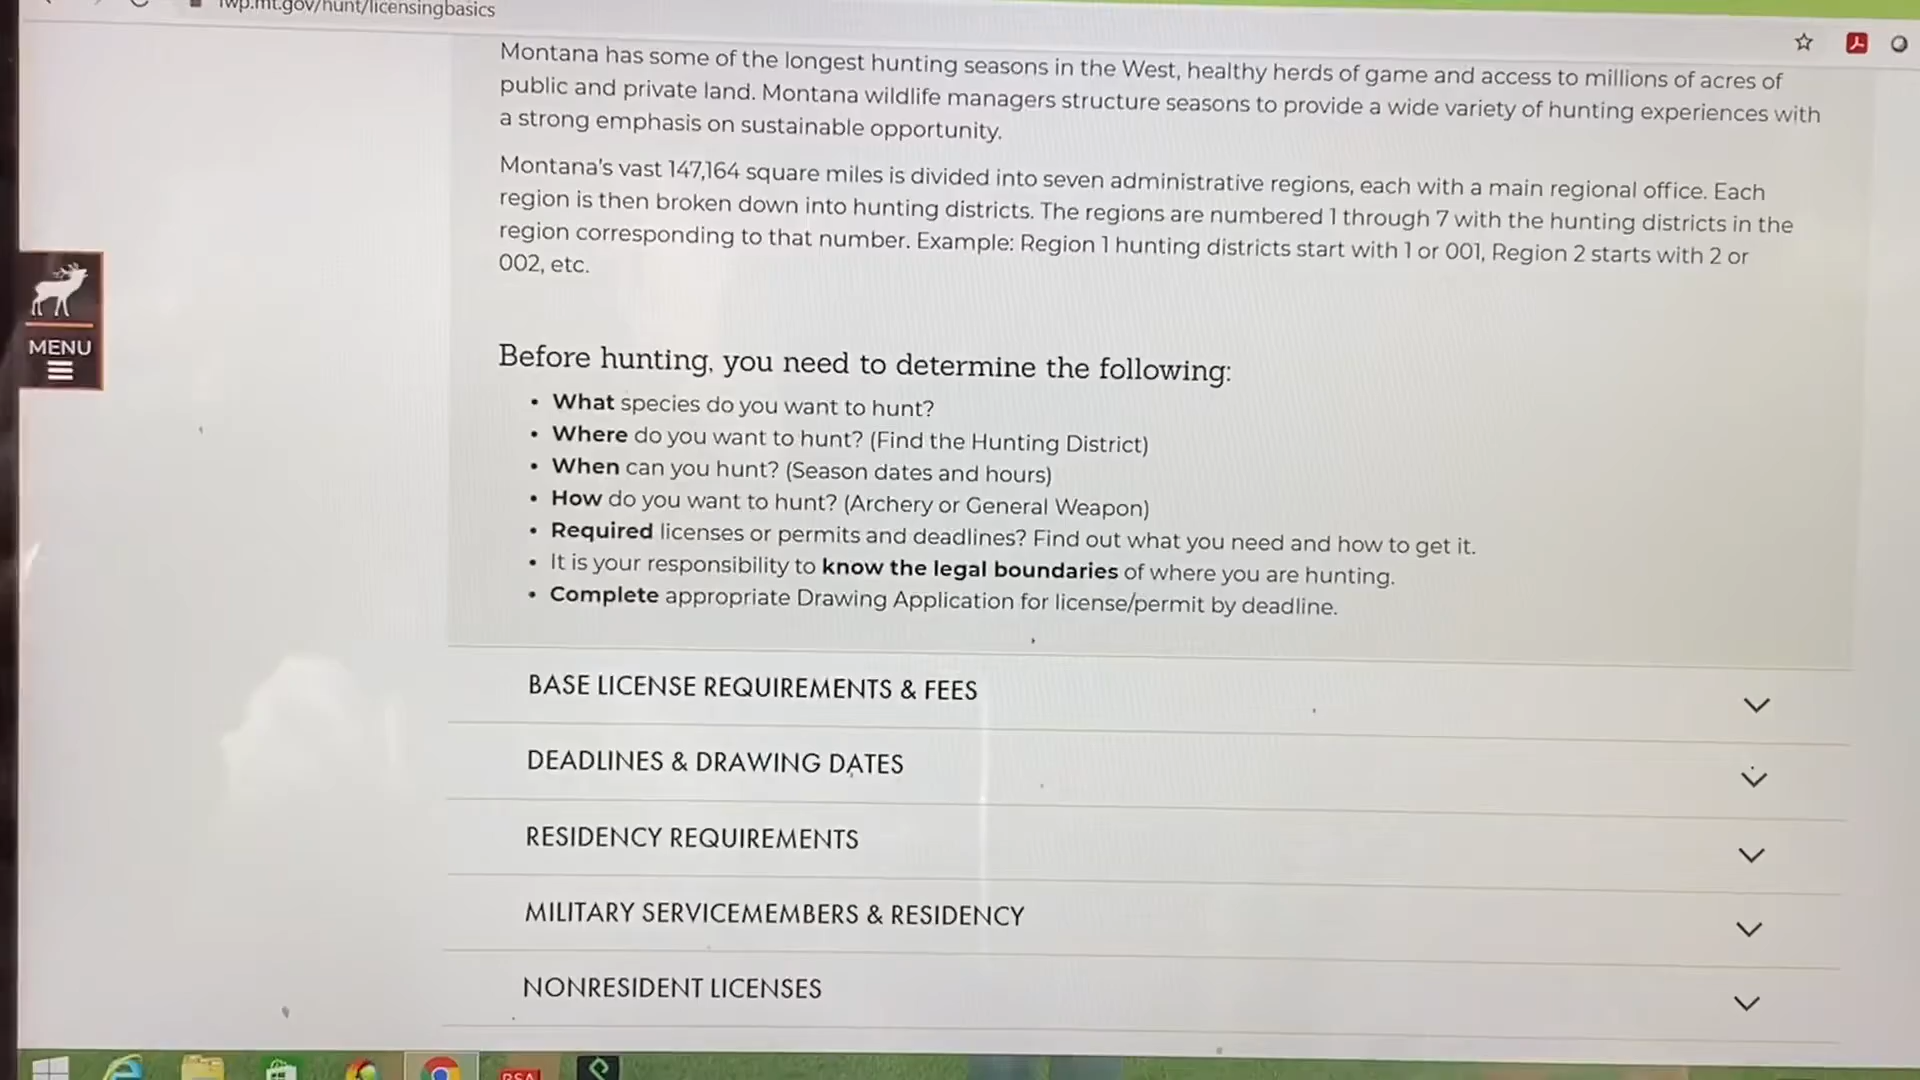 fwp.mt.gov/hunt/licensingbasics
Montana has some of the longest hunting seasons in the West, healthy herds of game and access to millions of acres of
public and private land. Montana wildlife managers structure seasons to provide a wide variety of hunting experiences with
a strong emphasis on sustainable opportunity.
Montana's vast 147,164 square miles is divided into seven administrative regions, each with a main regional office. Each
region is then broken down into hunting districts. The regions are numbered 1 through 7 with the hunting districts in the
region corresponding to that number. Example: Region 1 hunting districts start with 1 or 001, Region 2 starts with 2 or
002, etc.
MENU
Before hunting, you need to determine the following:
• What species do you want to hunt?
• Where do you want to hunt? (Find the Hunting District)
• When can you hunt? (Season dates and hours)
• How do you want to hunt? (Archery or General Weapon)
• Required licenses or permits and deadlines? Find out what you need and how to get it.
• It is your responsibility to know the legal boundaries of where you are hunting.
• Complete appropriate Drawing Application for license/permit by deadline.
BASE LICENSE REQUIREMENTS & FEES
DEADLINES & DRAWING DATES
RESIDENCY REQUIREMENTS
MILITARY SERVICEMEMBERS & RESIDENCY
NONRESIDENT LICENSES
RSA